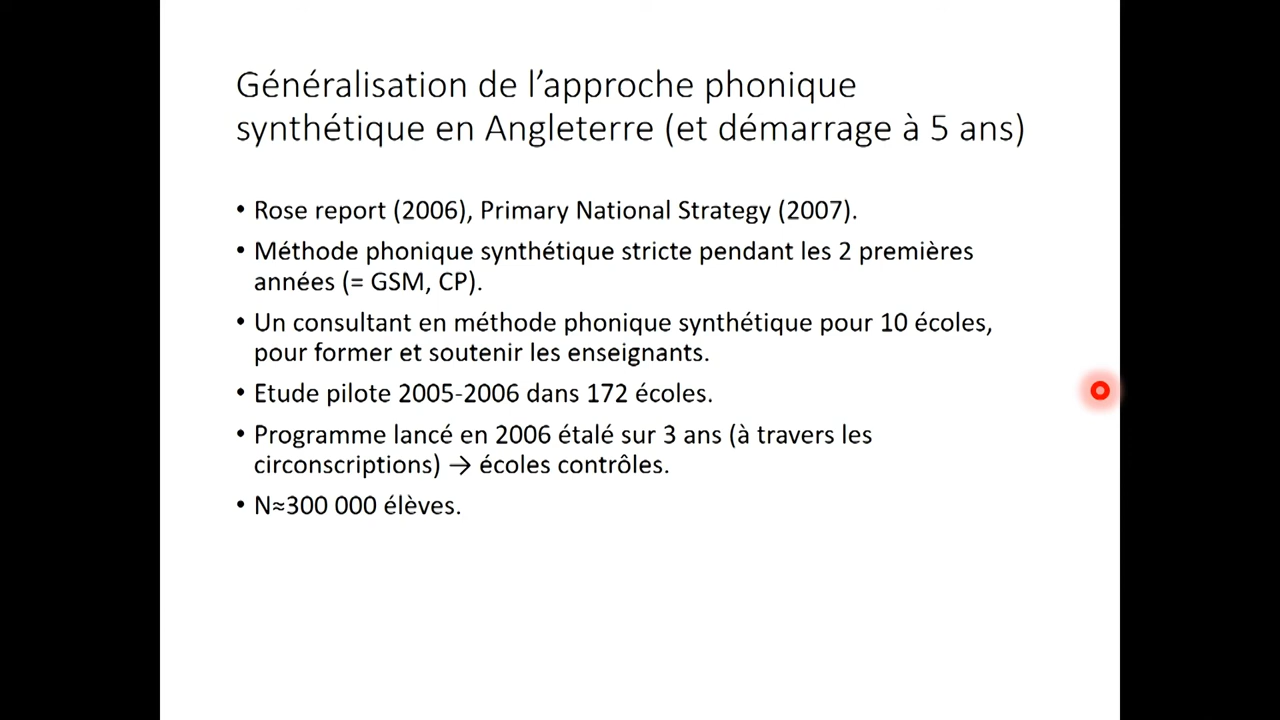 Généralisation de l’approche phonique
synthétique en Angleterre (et démarrage à 5 ans)
• Rose report (2006), Primary National Strategy (2007).
• Méthode phonique synthétique stricte pendant les 2 premières
années (= GSM, CP).
• Un consultant en méthode phonique synthétique pour 10 écoles,
pour former et soutenir les enseignants.
• Etude pilote 2005-2006 dans 172 écoles.
• Programme lancé en 2006 étalé sur 3 ans (à travers les
circonscriptions) → écoles contrôles.
• N≈300 000 élèves.